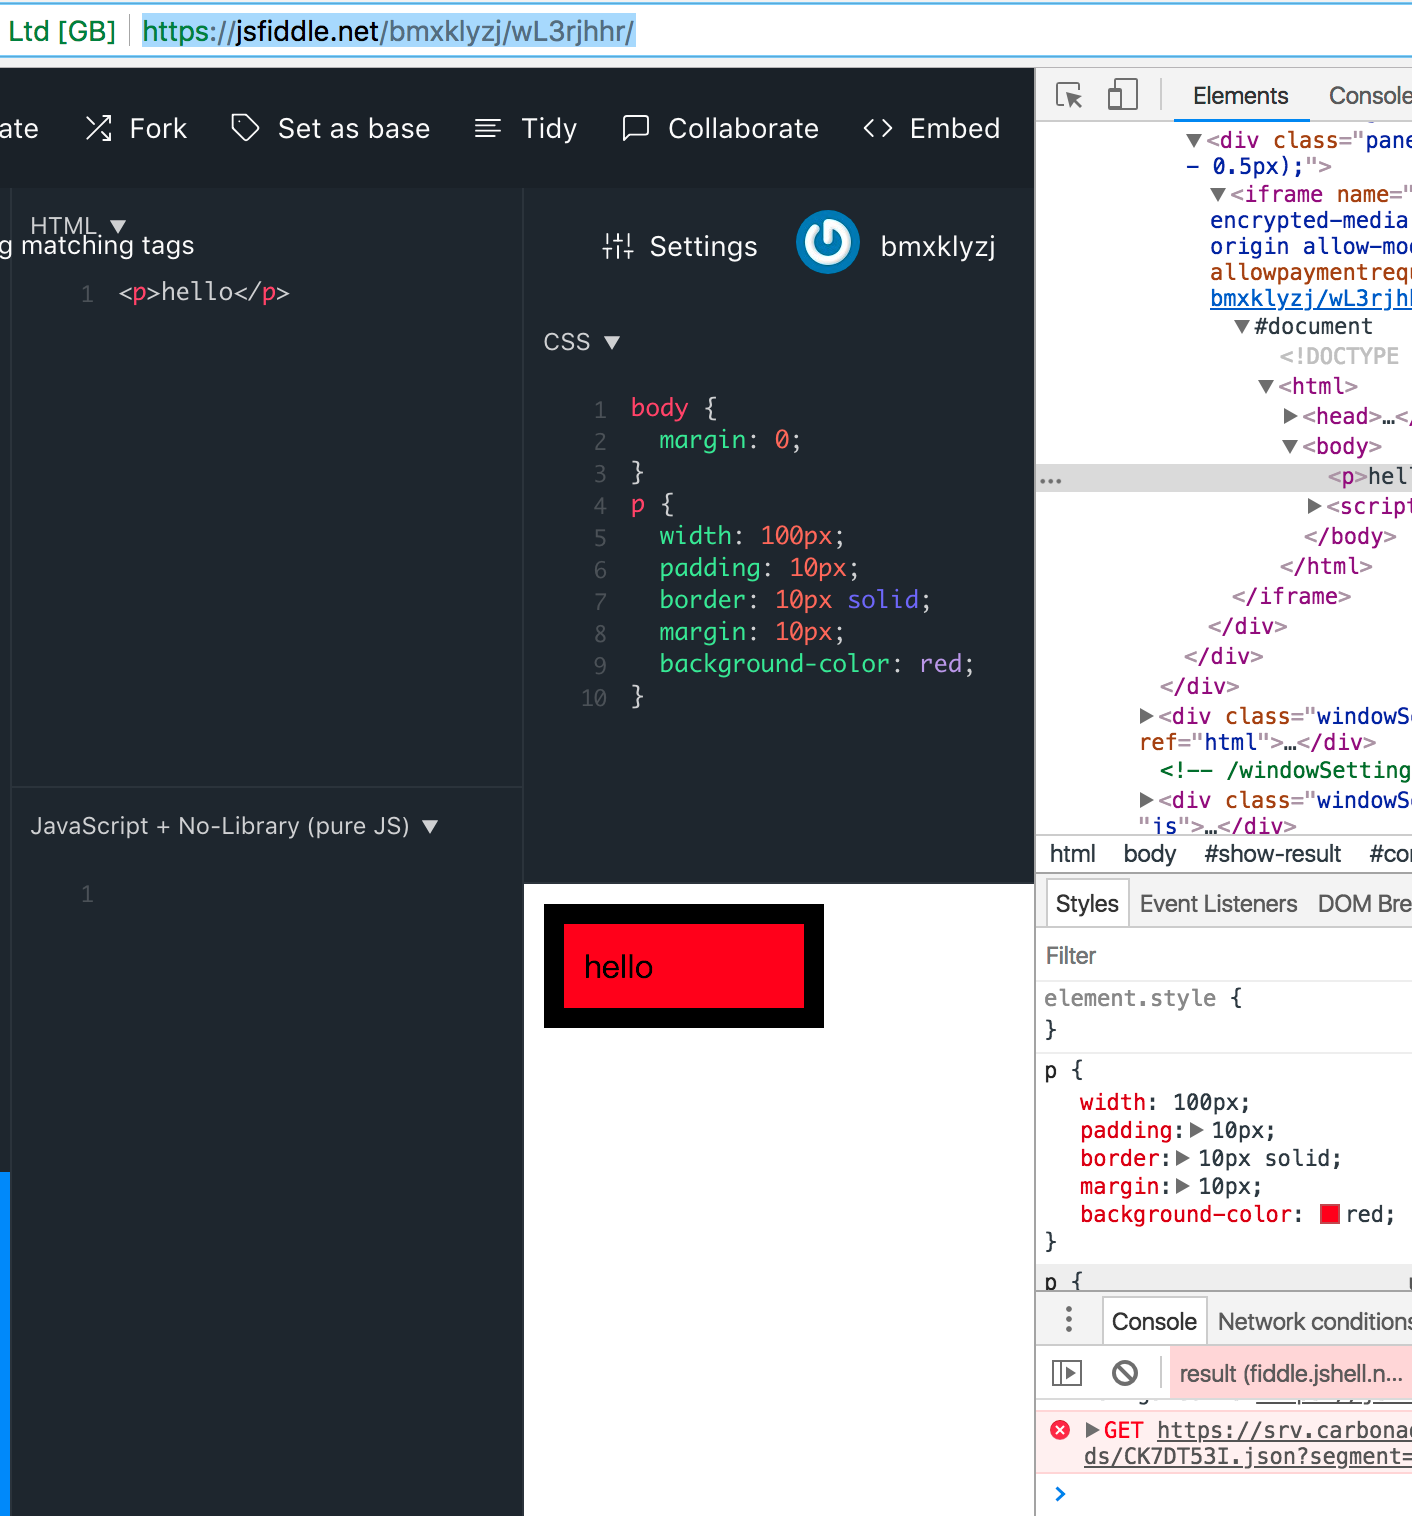 Ltd [GB] https://jsfiddle.net/bmxklyzj/wL3rjhhr/
ate Fork Set as base Tidy Collaborate Embed
HTML ▼
g matching tags
Settings bmxklyzj
1 <p>hello</p>
CSS ▼
1 body {
2 margin: 0;
3 }
4 p {
5 width: 100px;
6 padding: 10px;
7 border: 10px solid;
8 margin: 10px;
9 background-color: red;
10 }
JavaScript + No-Library (pure JS) ▼
1
hello
Elements Console
▼<div class="pane
- 0.5px);">
▼<iframe name="
encrypted-media
origin allow-mo
allowpaymentrequ
bmxklyzj/wL3rjh
▼#document
<!DOCTYPE
▼<html>
▶<head>…</
▼<body>
... <p>hell
▶<script
</body>
</html>
</iframe>
</div>
</div>
</div>
▶<div class="windowS
ref="html">…</div>
<!-- /windowSetting
▶<div class="windowS
"js">…</div>
html body #show-result #co
Styles Event Listeners DOM Bre
Filter
element.style {
}
p {
width: 100px;
padding:▶10px;
border:▶10px solid;
margin:▶10px;
background-color: red;
}
p {
Console Network conditions
result (fiddle.jshell.n...
▶GET https://srv.carbona
ds/CK7DT53I.json?segment=
>